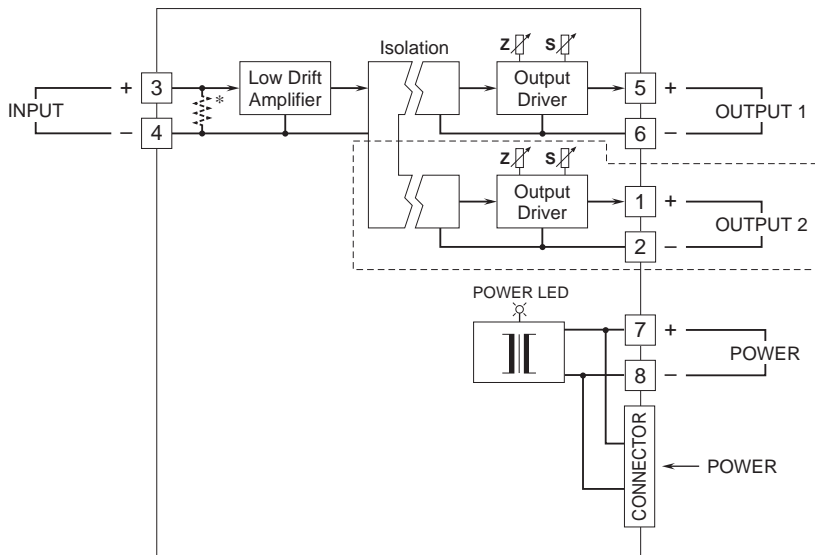 Isolation
Z S
+ 3 Low Drift
Amplifier Output
Driver 5 +
INPUT * OUTPUT 1
– 4 6 –
Z S
Output
Driver 1 +
OUTPUT 2
2 –
POWER LED
7 +
POWER
8 –
CONNECTOR
POWER